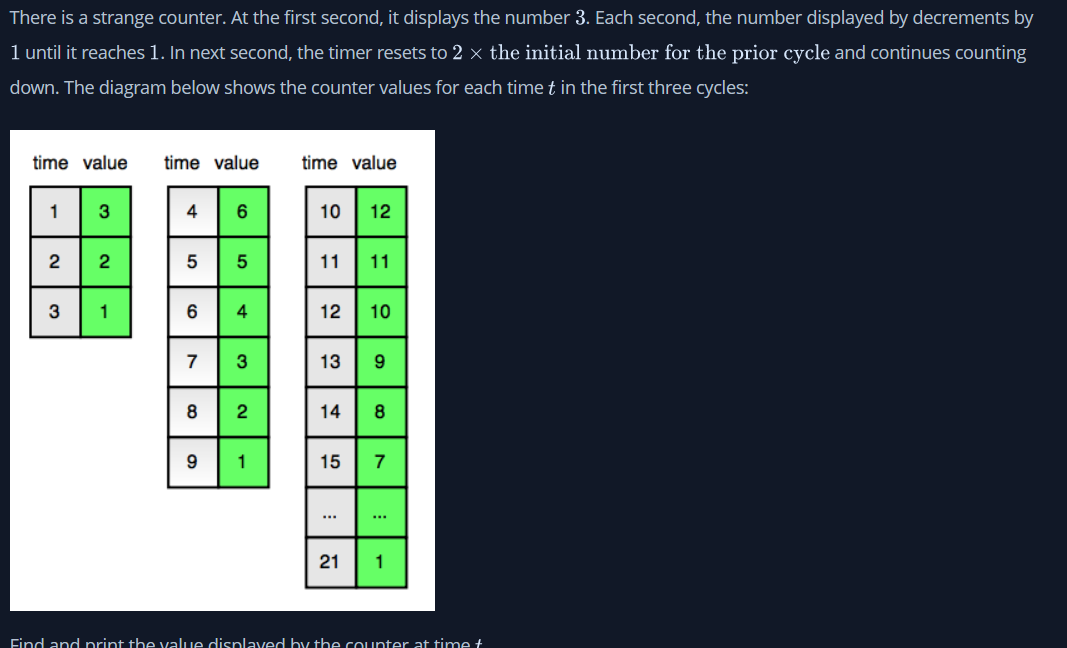 There is a strange counter. At the first second, it displays the number 3. Each second, the number displayed by decrements by
1 until it reaches 1. In next second, the timer resets to 2 × the initial number for the prior cycle and continues counting
down. The diagram below shows the counter values for each time t in the first three cycles:
time value time value time value
1 3 4 6 10 12
2 2 5 5 11 11
3 1 6 4 12 10
7 3 13 9
8 2 14 8
9 1 15 7
... ...
21 1
Find and print the value displayed by the counter at time t